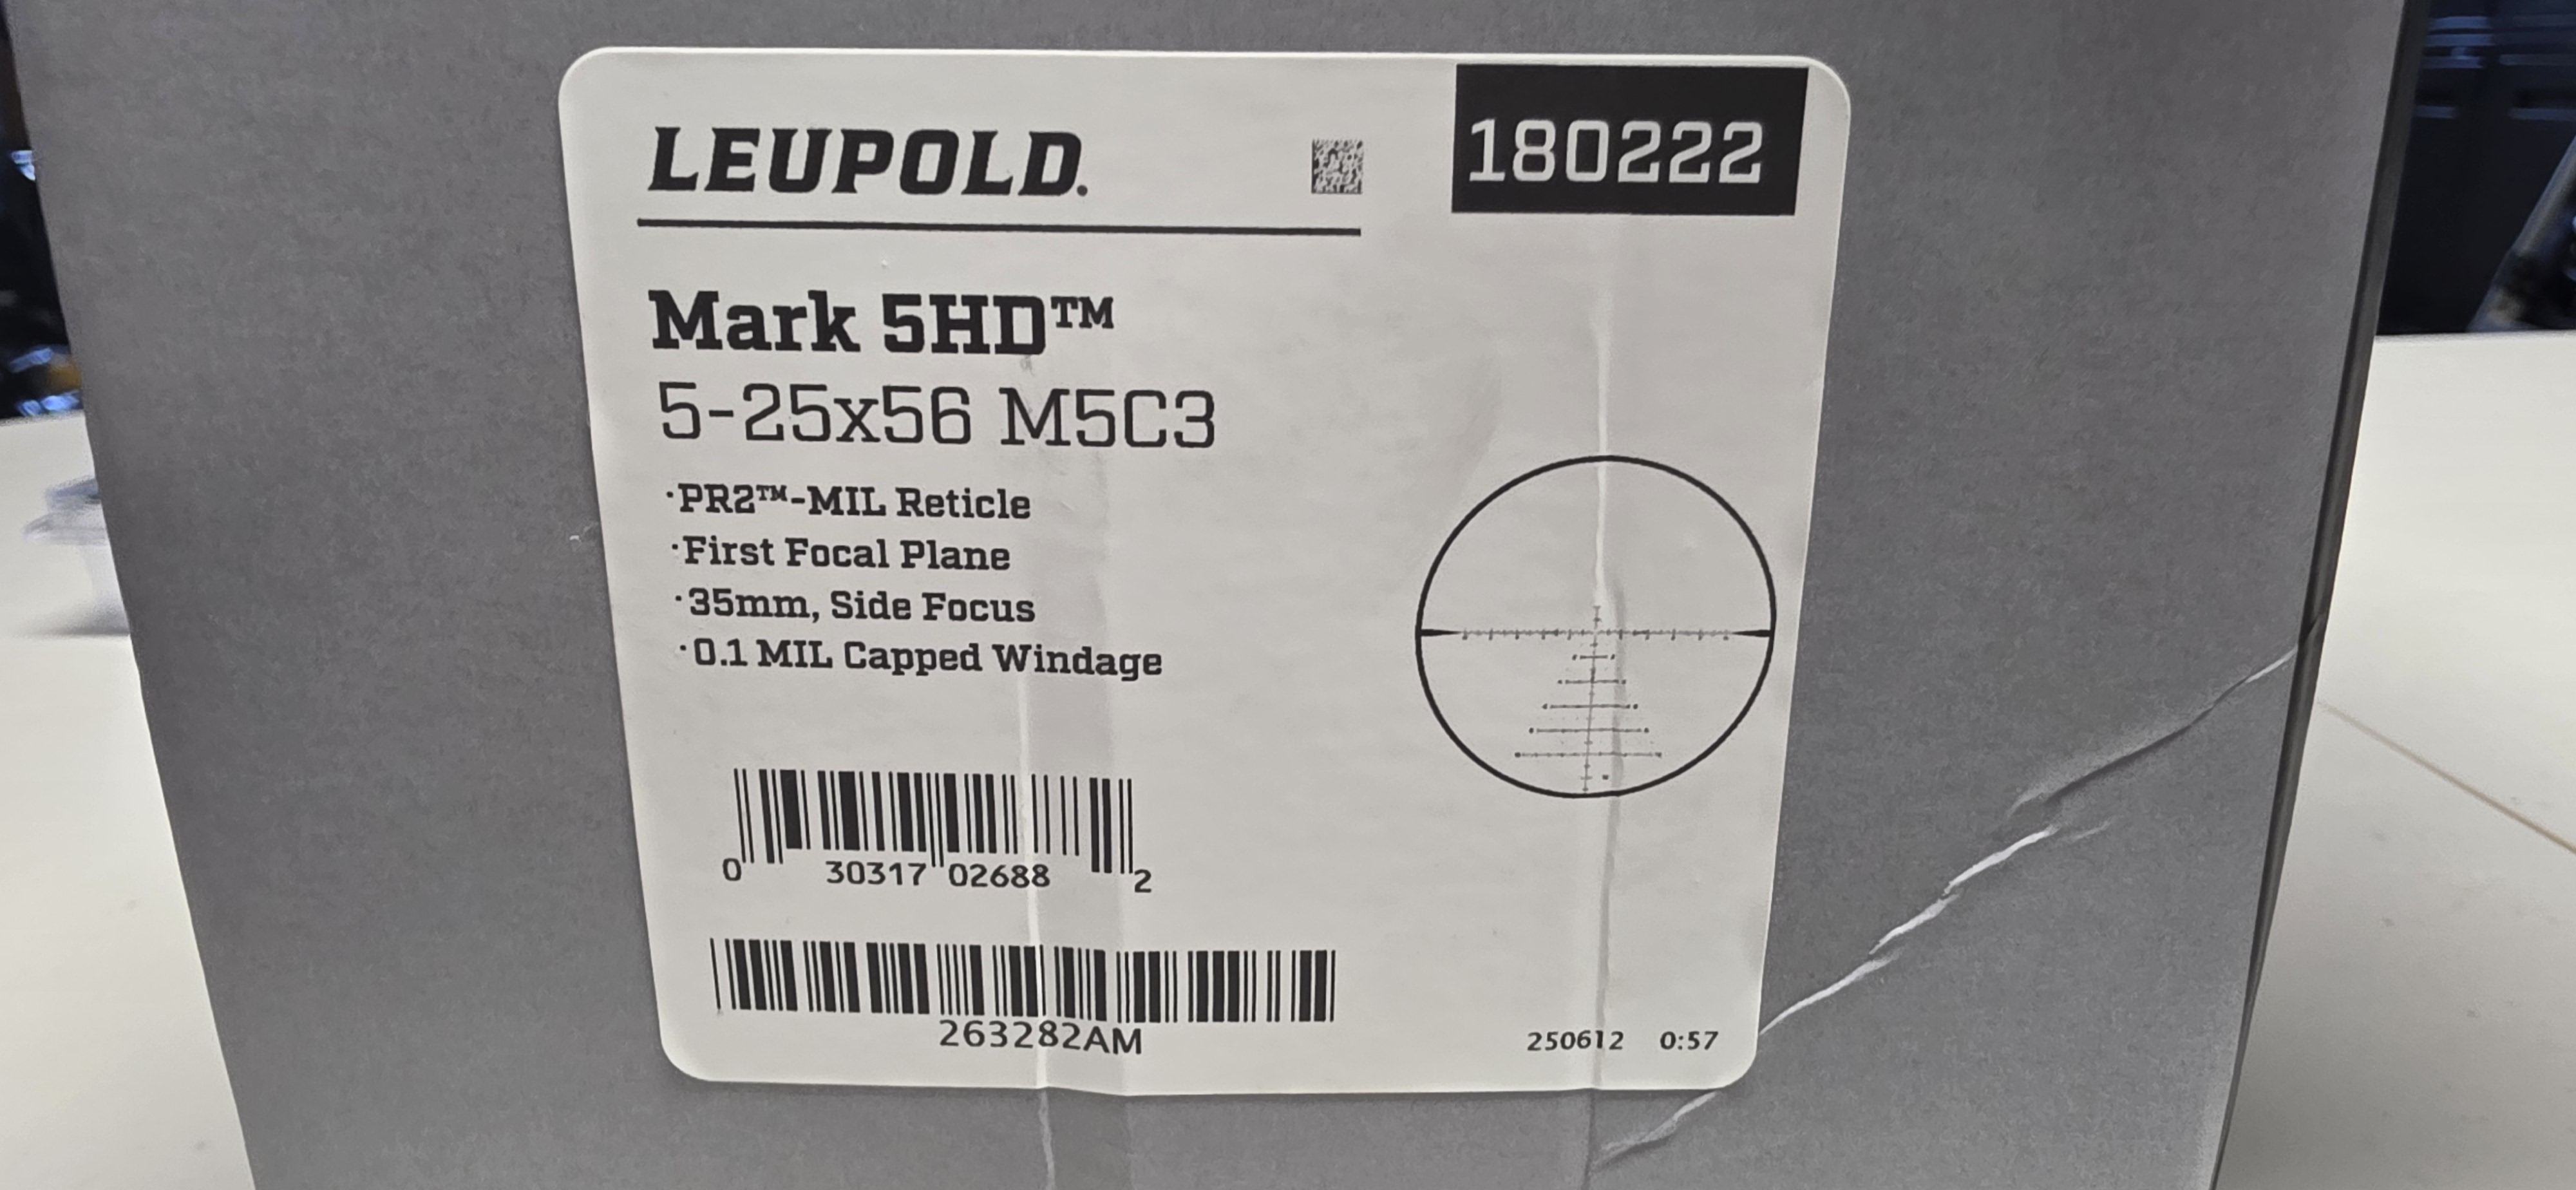 LEUPOLD.
180222
Mark 5HD™
5-25x56 M5C3
·PR2™-MIL Reticle
·First Focal Plane
·35mm, Side Focus
·0.1 MIL Capped Windage
0 30317 02688 2
263282AM
250612 0:57